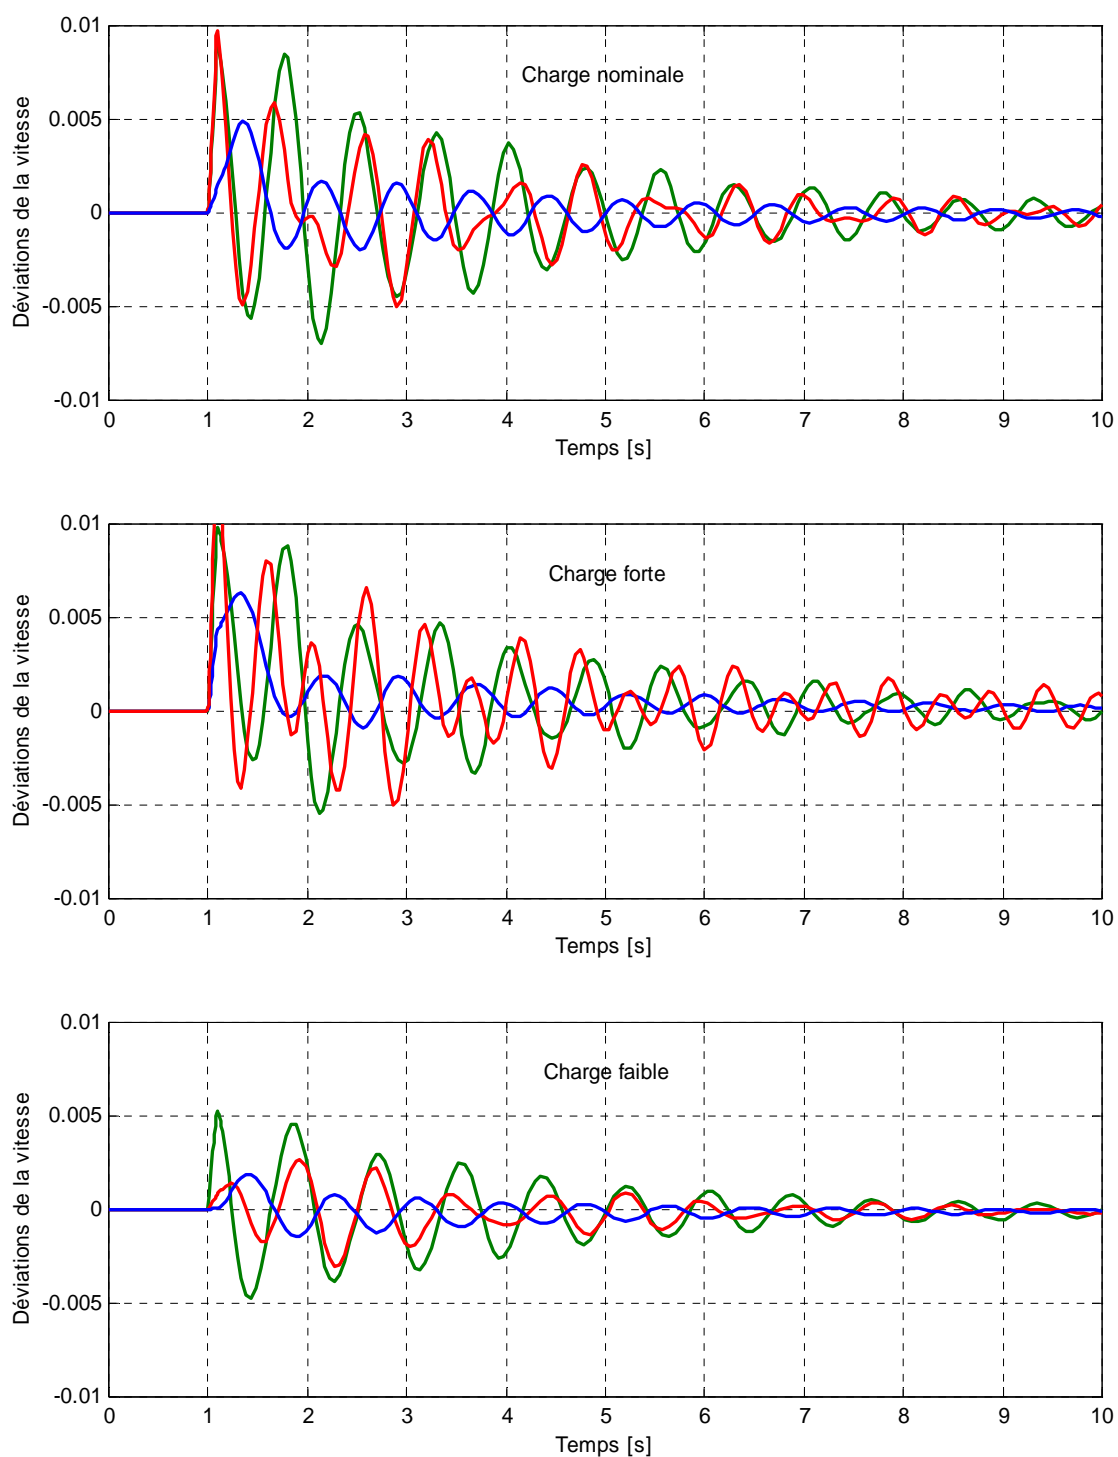 0.01
Charge nominale
0.005
0
-0.005
-0.01
Déviations de la vitesse
0 1 2 3 4 5 6 7 8 9 10
Temps [s]
0.01
Charge forte
0.005
0
-0.005
-0.01
Déviations de la vitesse
0 1 2 3 4 5 6 7 8 9 10
Temps [s]
0.01
Charge faible
0.005
0
-0.005
-0.01
Déviations de la vitesse
0 1 2 3 4 5 6 7 8 9 10
Temps [s]